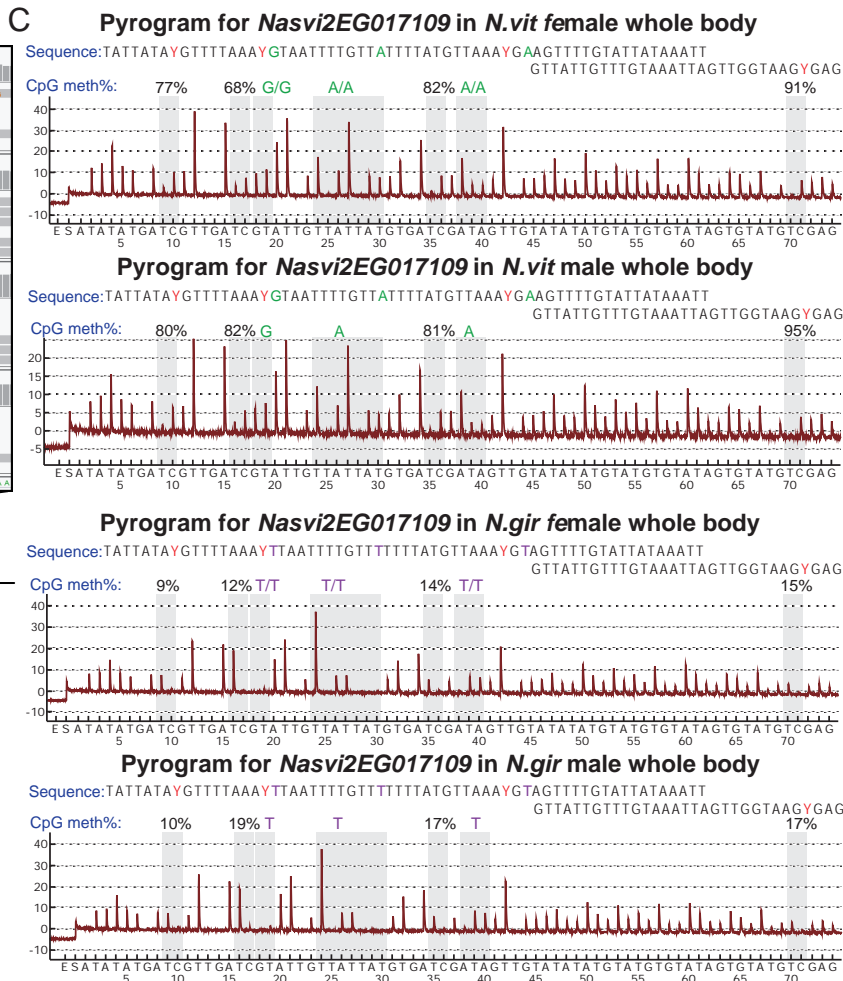 C
Pyrogram for Nasvi2EG017109 in N.vit female whole body
Sequence:TATTATAYGTTTTAAAYGTAATTTTGTTATTTTATGTTAAAYGAAGTTTTGTATTATAAATT
GTTATTGTTTGTAAATTAGTTGGTAAGYGAG
CpG meth%: 77% 68% G/G A/A 82% A/A 91%
40
30
20
10
0
-10
E S A T A T A T G A T C G T T G A T C G T A T T G T T A T T A T G T G A T C G A T A G T T G T A T A T A T A T G T A T G T G T A T A G T G T A T G T C G A G
5 10 15 20 25 30 35 40 45 50 55 60 65 70
Pyrogram for Nasvi2EG017109 in N.vit male whole body
Sequence:TATTATAYGTTTTAAAYGTAATTTTGTTATTTTATGTTAAAYGAAGTTTTGTATTATAAATT
GTTATTGTTTGTAAATTAGTTGGTAAGYGAG
CpG meth%: 80% 82% G A 81% A 95%
20
15
10
5
0
-5
E S A T A T A T G A T C G T T G A T C G T A T T G T T A T T A T G T G A T C G A T A G T T G T A T A T A T A T G T A T G T G T A T A G T G T A T G T C G A G
5 10 15 20 25 30 35 40 45 50 55 60 65 70
Pyrogram for Nasvi2EG017109 in N.gir female whole body
Sequence:TATTATAYGTTTTAAAYTTAATTTTGTTTTTTTATGTTAAAYGTAGTTTTGTATTATAAATT
GTTATTGTTTGTAAATTAGTTGGTAAGYGAG
CpG meth%: 9% 12% T/T T/T 14% T/T 15%
40
30
20
10
0
-10
E S A T A T A T G A T C G T T G A T C G T A T T G T T A T T A T G T G A T C G A T A G T T G T A T A T A T A T G T A T G T G T A T A G T G T A T G T C G A G
5 10 15 20 25 30 35 40 45 50 55 60 65 70
Pyrogram for Nasvi2EG017109 in N.gir male whole body
Sequence:TATTATAYGTTTTAAAYTTAATTTTGTTTTTTTATGTTAAAYGTAGTTTTGTATTATAAATT
GTTATTGTTTGTAAATTAGTTGGTAAGYGAG
CpG meth%: 10% 19% T T 17% T 17%
40
30
20
10
0
-10
E S A T A T A T G A T C G T T G A T C G T A T T G T T A T T A T G T G A T C G A T A G T T G T A T A T A T A T G T A T G T G T A T A G T G T A T G T C G A G
5 10 15 20 25 30 35 40 45 50 55 60 65 70